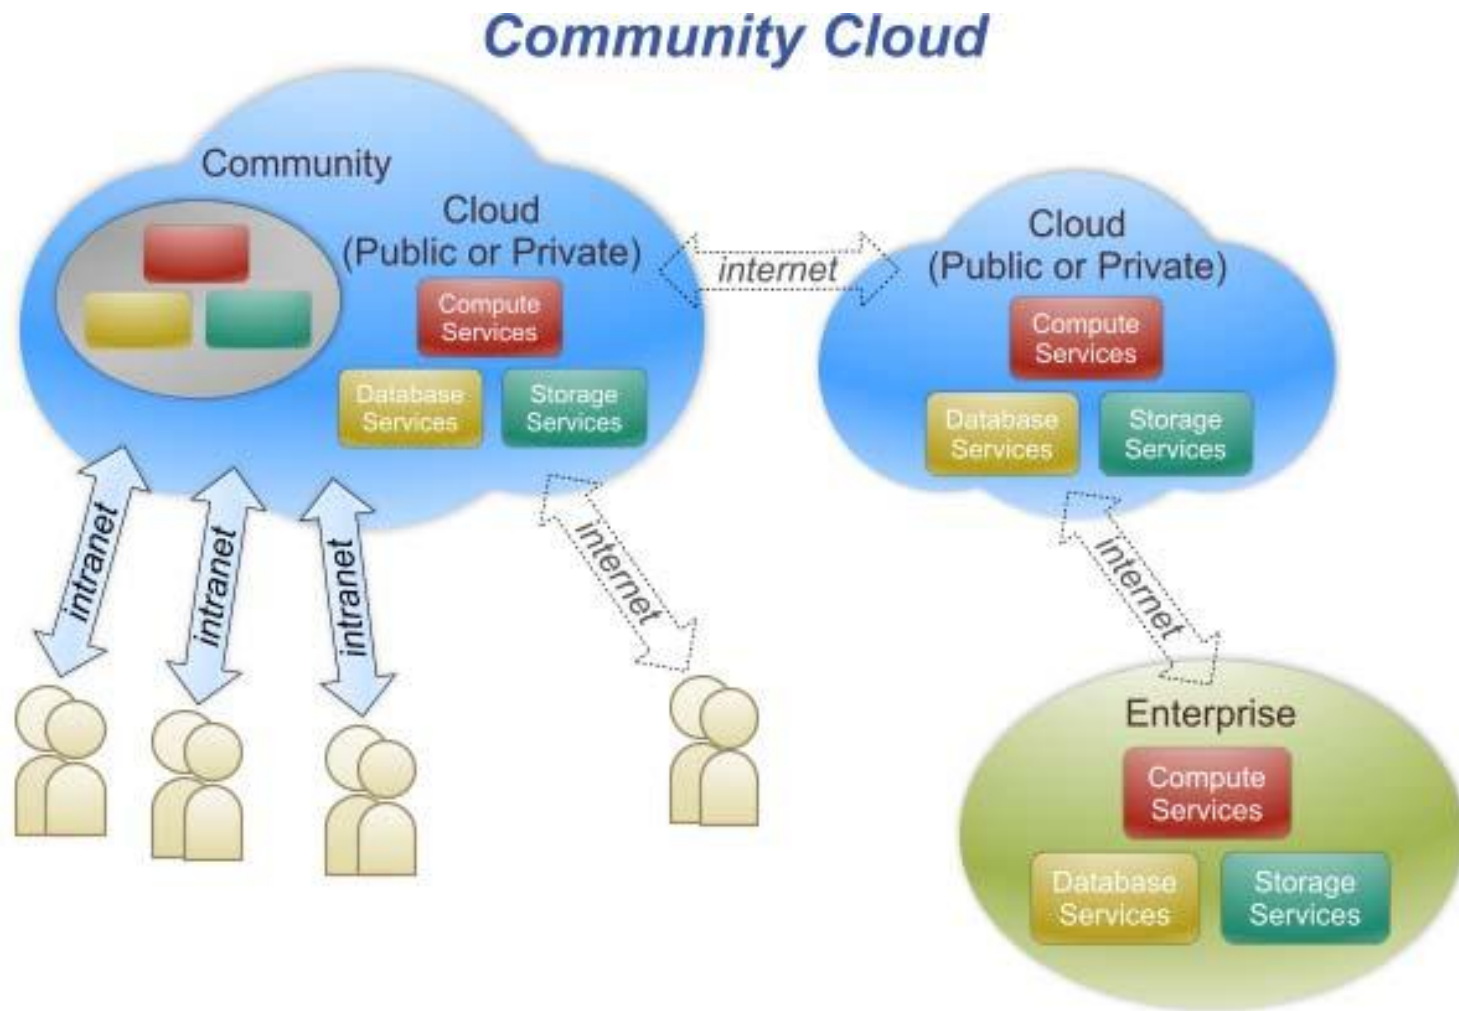 Community Cloud
Community
Cloud
(Public or Private)
Compute
Services
Database
Services
Storage
Services
internet
Cloud
(Public or Private)
Compute
Services
Database
Services
Storage
Services
intranet
intranet
intranet
internet
internet
Enterprise
Compute
Services
Database
Services
Storage
Services